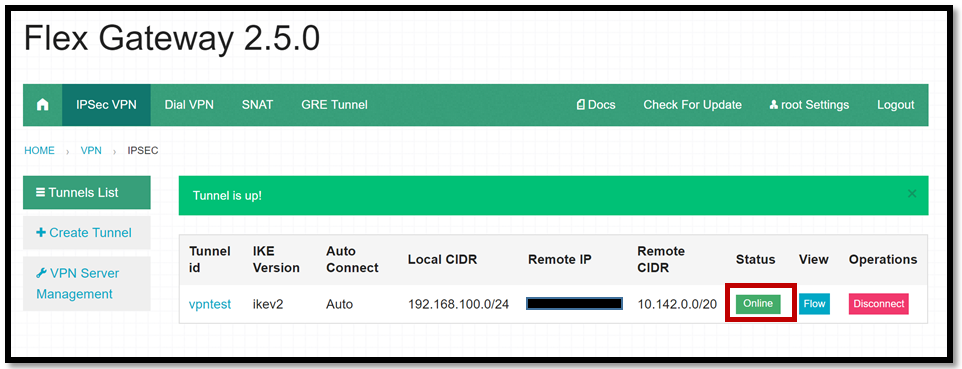 Flex Gateway 2.5.0
IPSec VPN Dial VPN SNAT GRE Tunnel Docs Check For Update root Settings Logout
HOME › VPN › IPSEC
Tunnels List
Create Tunnel
VPN Server
Management
Tunnel is up! ×
Tunnel id IKE Version Auto Connect Local CIDR Remote IP Remote CIDR Status View Operations
vpntest ikev2 Auto 192.168.100.0/24 10.142.0.0/20 Online Flow Disconnect